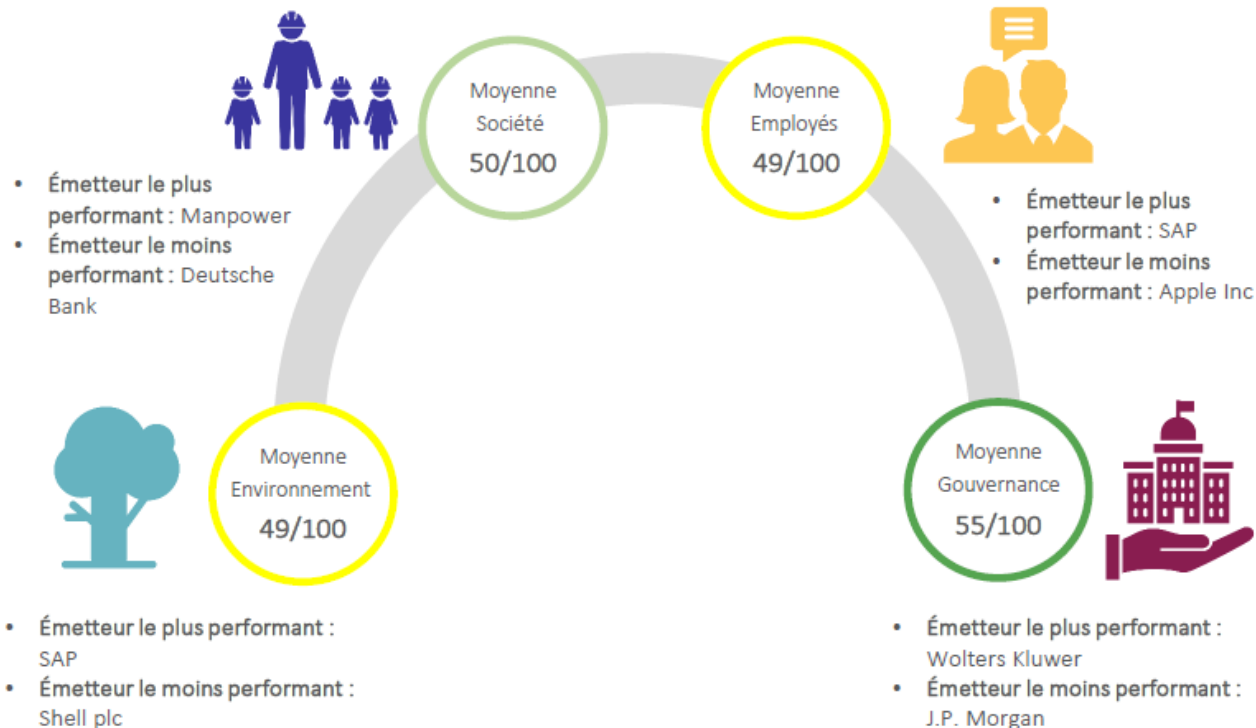 Moyenne
Société
50/100
Moyenne
Employés
49/100
• Émetteur le plus
performant : Manpower
• Émetteur le moins
performant : Deutsche
Bank
• Émetteur le plus
performant : SAP
• Émetteur le moins
performant : Apple Inc
Moyenne
Environnement
49/100
Moyenne
Gouvernance
55/100
• Émetteur le plus performant :
SAP
• Émetteur le moins performant :
Shell plc
• Émetteur le plus performant :
Wolters Kluwer
• Émetteur le moins performant :
J.P. Morgan